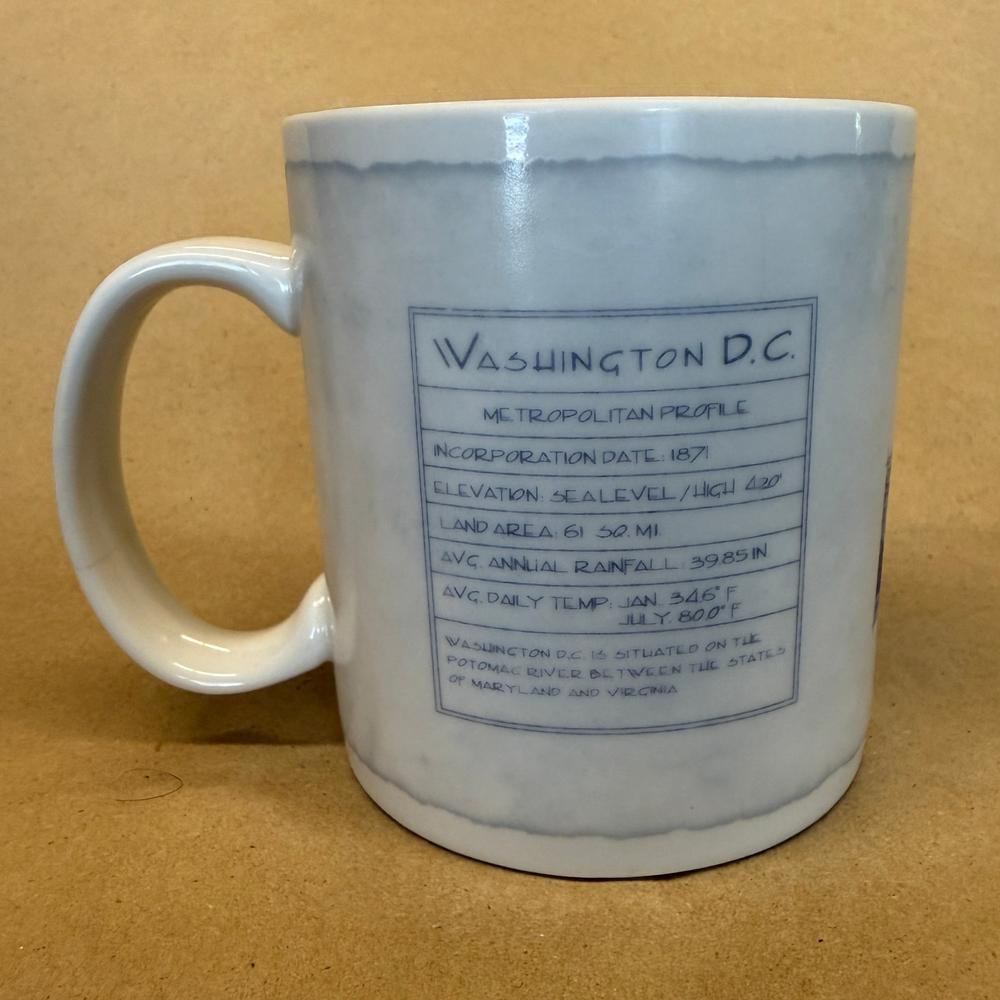 WASHINGTON D.C.
METROPOLITAN PROFILE
INCORPORATION DATE: 1871
ELEVATION: SEA LEVEL / HIGH 420'
LAND AREA: 61 SQ. MI.
AVG. ANNUAL RAINFALL: 39.85 IN
AVG. DAILY TEMP: JAN. 34.6° F
JULY. 80.0° F
WASHINGTON D.C. IS SITUATED ON THE
POTOMAC RIVER BETWEEN THE STATES
OF MARYLAND AND VIRGINIA